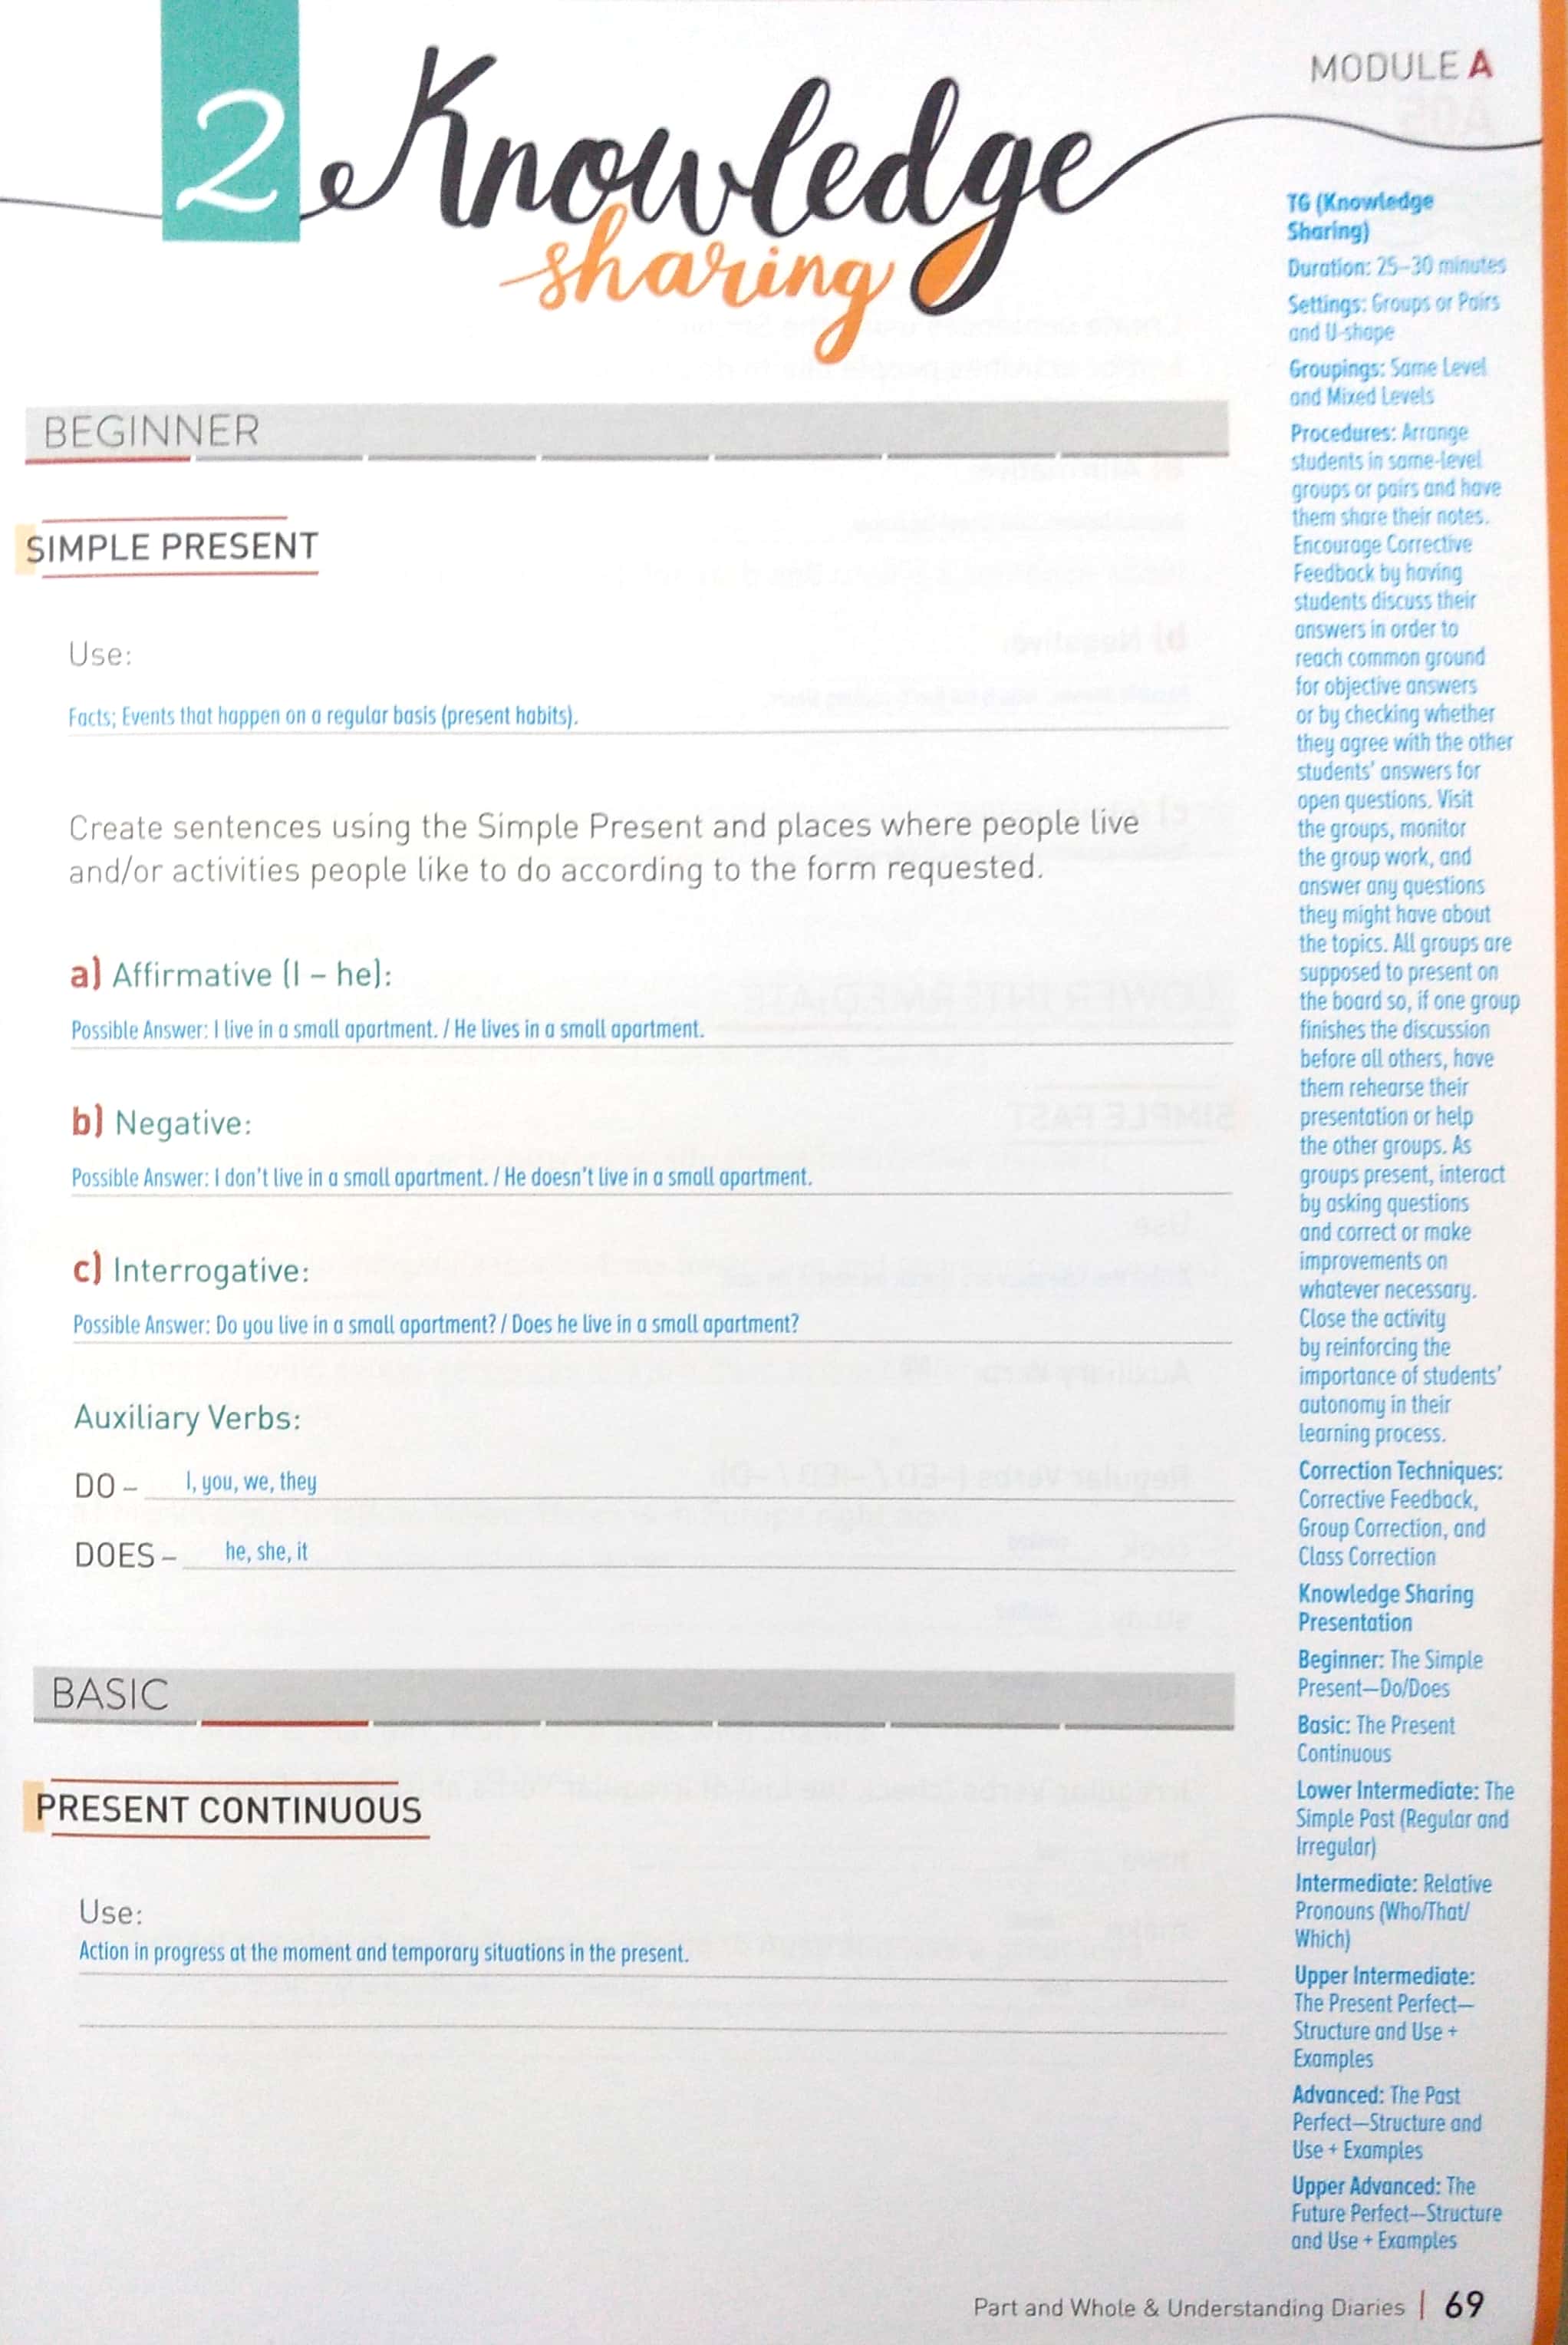 2 Knowledge
sharing
MODULE A
BEGINNER
SIMPLE PRESENT
Use:
Facts; Events that happen on a regular basis (present habits).
Create sentences using the Simple Present and places where people live
and/or activities people like to do according to the form requested.
a) Affirmative (I – he):
Possible Answer: I live in a small apartment. / He lives in a small apartment.
b) Negative:
Possible Answer: I don't live in a small apartment. / He doesn't live in a small apartment.
c) Interrogative:
Possible Answer: Do you live in a small apartment? / Does he live in a small apartment?
Auxiliary Verbs:
DO – I, you, we, they
DOES – he, she, it
BASIC
PRESENT CONTINUOUS
Use:
Action in progress at the moment and temporary situations in the present.
TG (Knowledge
Sharing)
Duration: 25–30 minutes
Settings: Groups or Pairs
and U-shape
Groupings: Same Level
and Mixed Levels
Procedures: Arrange
students in same-level
groups or pairs and have
them share their notes.
Encourage Corrective
Feedback by having
students discuss their
answers in order to
reach common ground
for objective answers
or by checking whether
they agree with the other
students' answers for
open questions. Visit
the groups, monitor
the group work, and
answer any questions
they might have about
the topics. All groups are
supposed to present on
the board so, if one group
finishes the discussion
before all others, have
them rehearse their
presentation or help
the other groups. As
groups present, interact
by asking questions
and correct or make
improvements on
whatever necessary.
Close the activity
by reinforcing the
importance of students'
autonomy in their
learning process.
Correction Techniques:
Corrective Feedback,
Group Correction, and
Class Correction
Knowledge Sharing
Presentation
Beginner: The Simple
Present—Do/Does
Basic: The Present
Continuous
Lower Intermediate: The
Simple Past (Regular and
Irregular)
Intermediate: Relative
Pronouns (Who/That/
Which)
Upper Intermediate:
The Present Perfect—
Structure and Use +
Examples
Advanced: The Past
Perfect—Structure and
Use + Examples
Upper Advanced: The
Future Perfect—Structure
and Use + Examples
Part and Whole & Understanding Diaries | 69